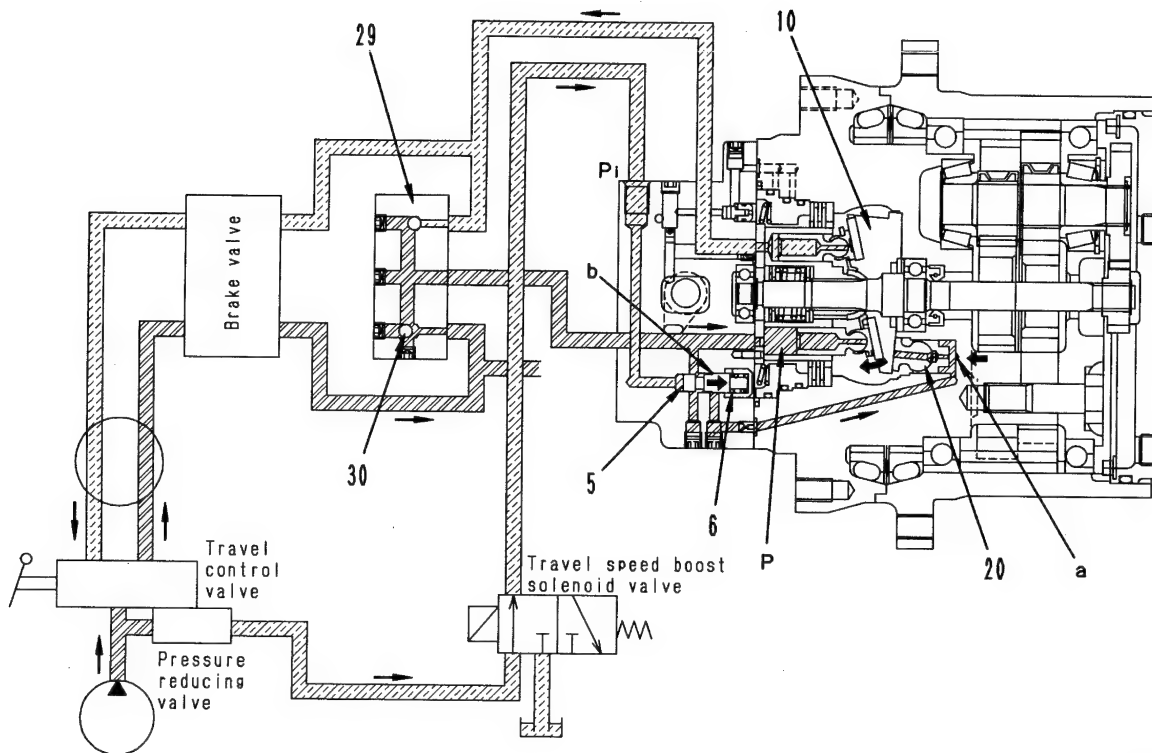 29
10
Pi
b
Brake valve
30
5
6
P
20
a
Travel
control
valve
Travel speed boost
solenoid valve
Pressure
reducing
valve